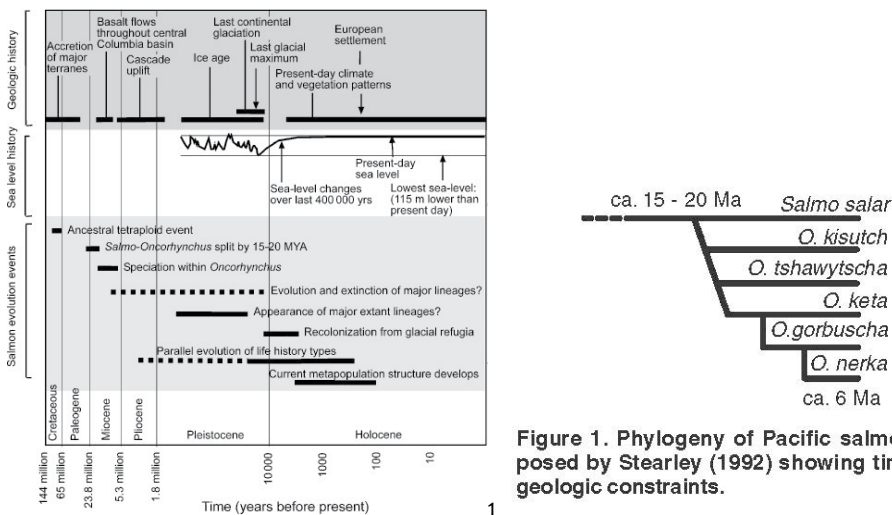 Geologic history
Accretion
of major
terranes
Basalt flows
throughout central
Columbia basin
Cascade
uplift
Ice age
Last continental
glaciation
Last glacial
maximum
European
settlement
Present-day climate
and vegetation patterns
Sea level history
Sea-level changes
over last 400 000 yrs
Present-day
sea level
Lowest sea-level:
(115 m lower than
present day)
Salmon evolution events
Ancestral tetraploid event
Salmo-Oncorhynchus split by 15-20 MYA
Speciation within Oncorhynchus
Evolution and extinction of major lineages?
Appearance of major extant lineages?
Recolonization from glacial refugia
Parallel evolution of life history types
Current metapopulation structure develops
Cretaceous
Paleogene
Miocene
Pliocene
Pleistocene
Holocene
144 million
65 million
23.8 million
5.3 million
1.8 million
10 000
1000
100
10
Time (years before present)
1
ca. 15 - 20 Ma
Salmo salar
O. kisutch
O. tshawytscha
O. keta
O.gorbuscha
O. nerka
ca. 6 Ma
Figure 1. Phylogeny of Pacific salmo
posed by Stearley (1992) showing tin
geologic constraints.